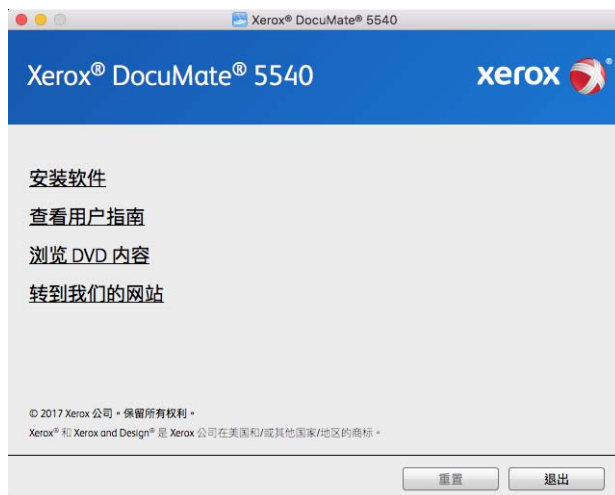 Xerox® DocuMate® 5540
Xerox® DocuMate® 5540
xerox®
安装软件
查看用户指南
浏览 DVD 内容
转到我们的网站
© 2017 Xerox 公司。保留所有权利。
Xerox® 和 Xerox and Design® 是 Xerox 公司在美国和/或其他国家/地区的商标。
重置 退出